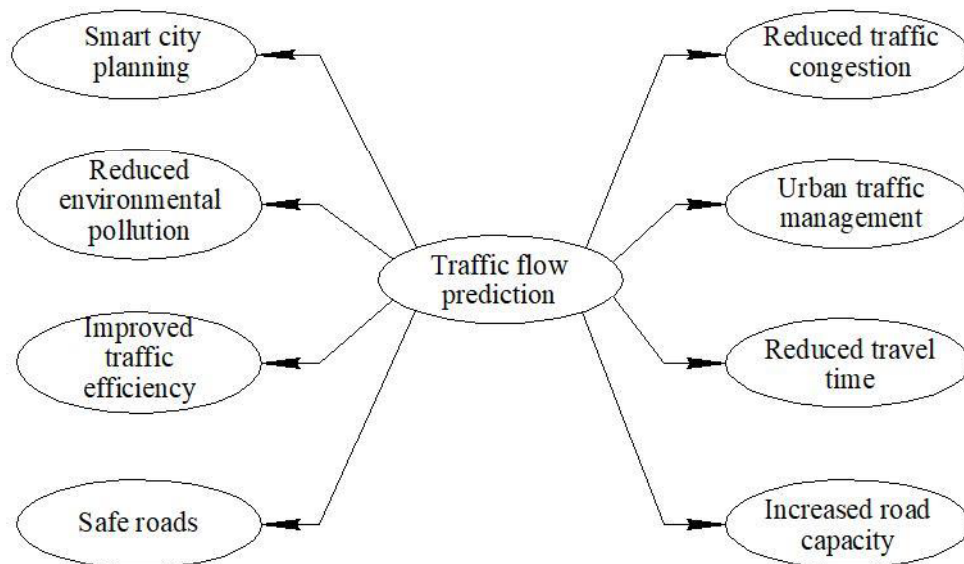 Smart city
planning
Reduced
environmental
pollution
Improved
traffic
efficiency
Safe roads
Traffic flow
prediction
Reduced traffic
congestion
Urban traffic
management
Reduced travel
time
Increased road
capacity